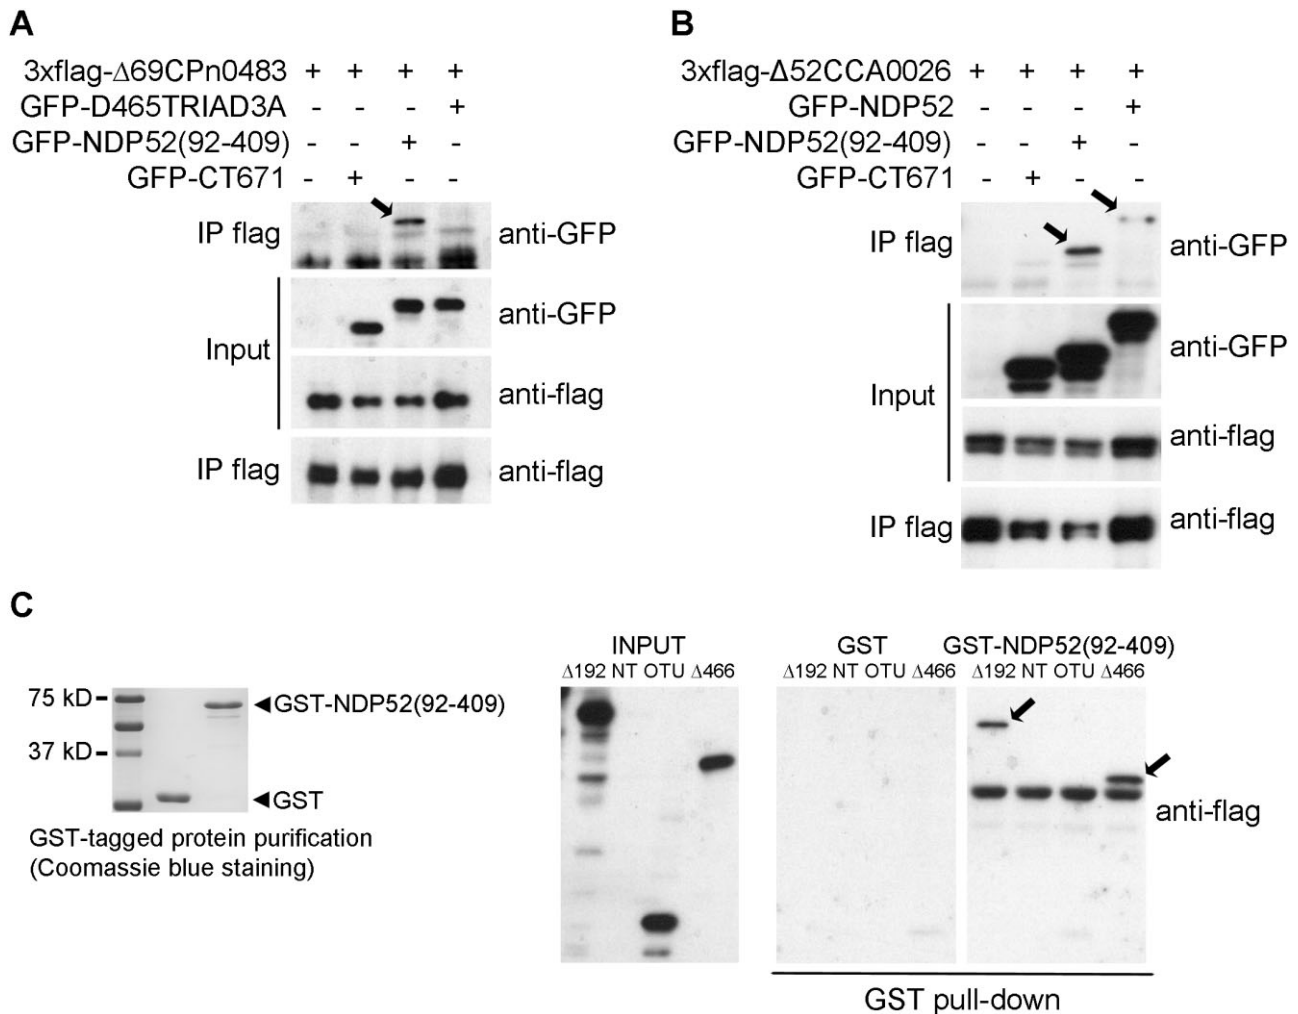 A
3xflag-Δ69CPn0483 + + + +
GFP-D465TRIAD3A - - - +
GFP-NDP52(92-409) - - + -
GFP-CT671 - + - -
IP flag anti-GFP
Input anti-GFP
anti-flag
IP flag anti-flag
B
3xflag-Δ52CCA0026 + + + +
GFP-NDP52 - - - +
GFP-NDP52(92-409) - - + -
GFP-CT671 - + - -
IP flag anti-GFP
Input anti-GFP
anti-flag
IP flag anti-flag
C
75 kD
37 kD
GST-NDP52(92-409)
GST
GST-tagged protein purification
(Coomassie blue staining)
INPUT GST GST-NDP52(92-409)
Δ192 NT OTU Δ466 Δ192 NT OTU Δ466 Δ192 NT OTU Δ466
anti-flag
GST pull-down